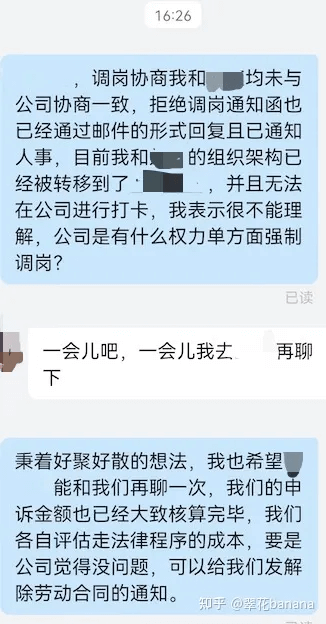 16:26
，调岗协商我和 均未与
公司协商一致，拒绝调岗通知函也
已经通过邮件的形式回复且已通知
人事，目前我和 的组织架构已
经被转移到了 ，并且无法
在公司进行打卡，我表示很不能理
解，公司是有什么权力单方面强制
调岗？
已读
一会儿吧，一会儿我去 再聊
下
秉着好聚好散的想法，我也希望
能和我们再聊一次，我们的申
诉金额也已经大致核算完毕，我们
各自评估走法律程序的成本，要是
公司觉得没问题，可以给我们发解
除劳动合同的通知。
知乎 @翠花banana